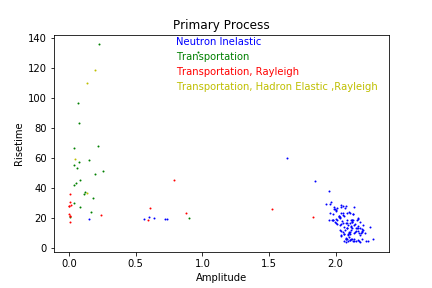 Primary Process
Neutron Inelastic
Transportation
Transportation, Rayleigh
Transportation, Hadron Elastic ,Rayleigh
140
120
100
80
60
40
20
0
Risetime
0.0
0.5
1.0
1.5
2.0
Amplitude